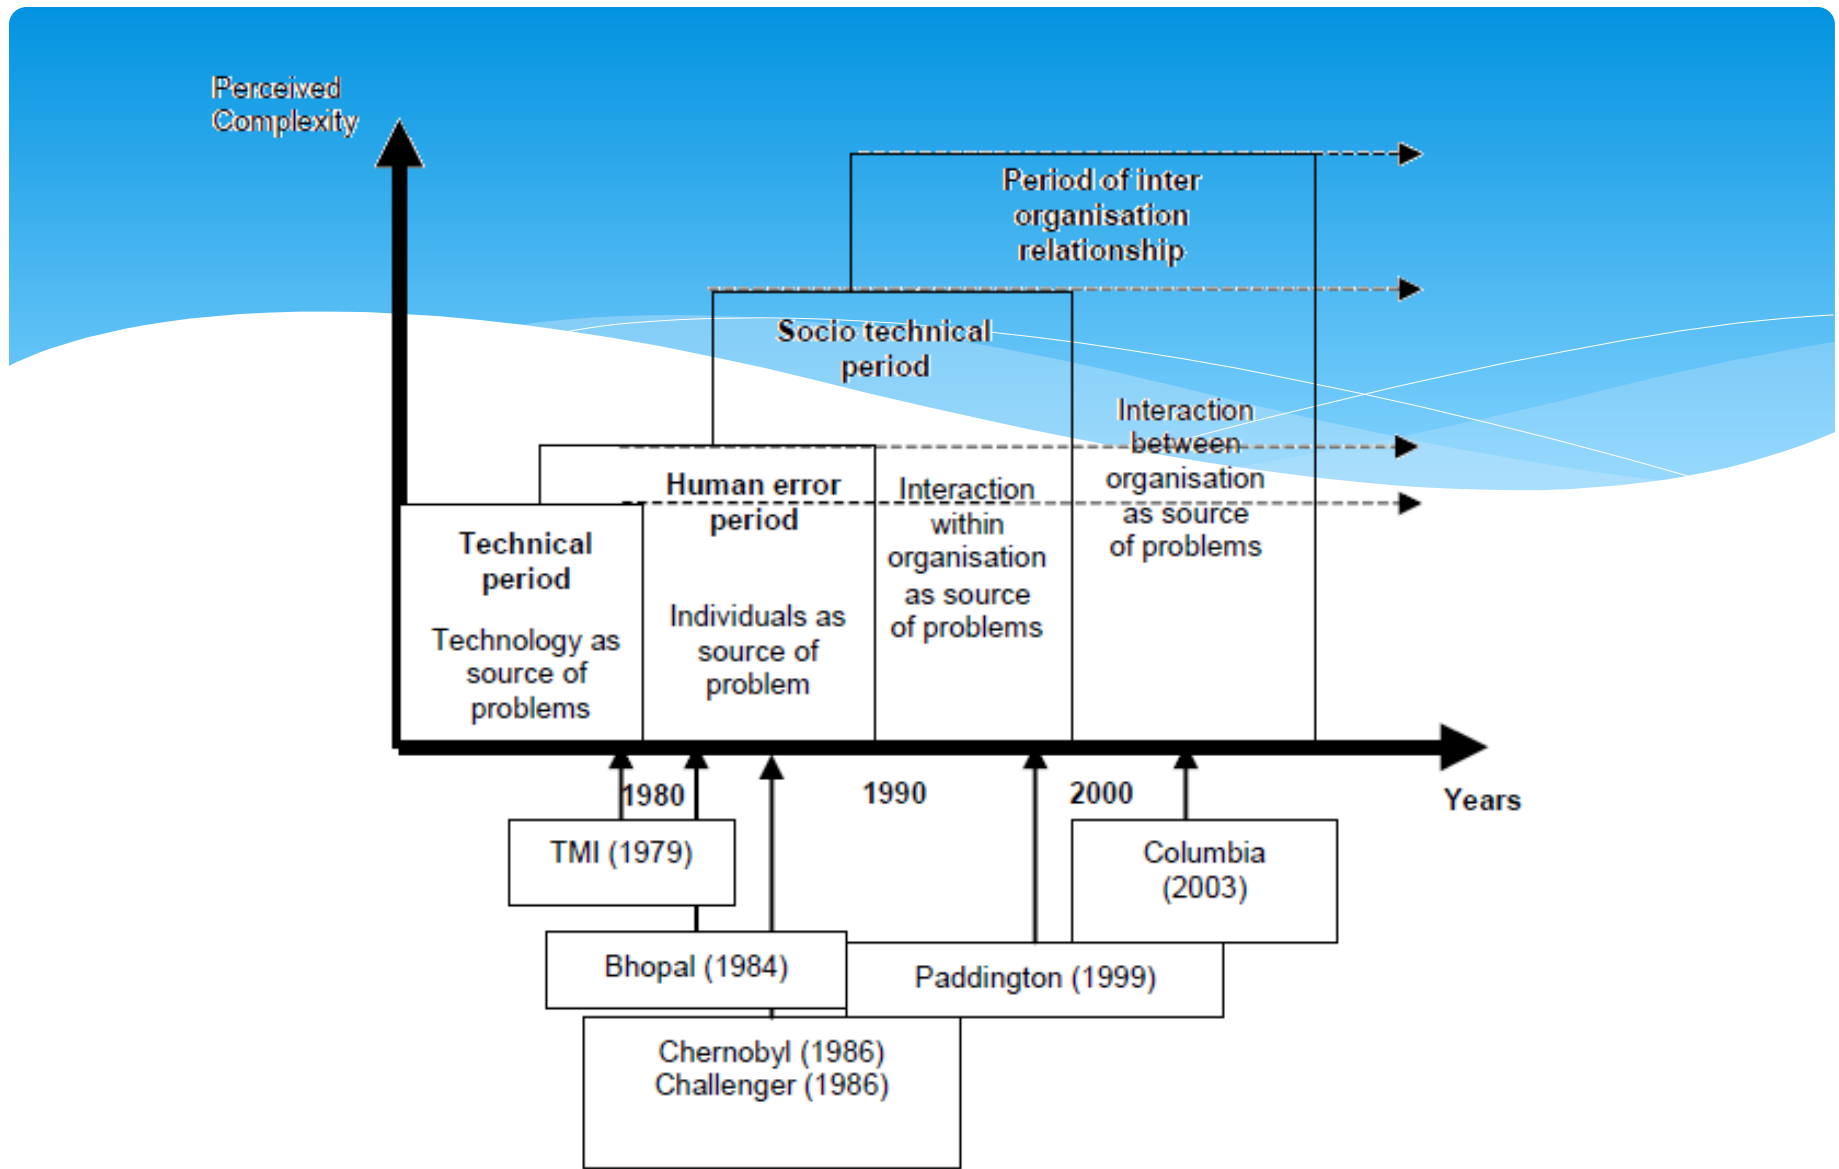 Perceived
Complexity
Period of inter
organisation
relationship
Socio technical
period
Interaction
between
organisation
as source
of problems
Human error
period
Interaction
within
organisation
as source
of problems
Technical
period
Individuals as
source of
problem
Technology as
source of
problems
1980
1990
2000
Years
TMI (1979)
Columbia
(2003)
Bhopal (1984)
Paddington (1999)
Chernobyl (1986)
Challenger (1986)